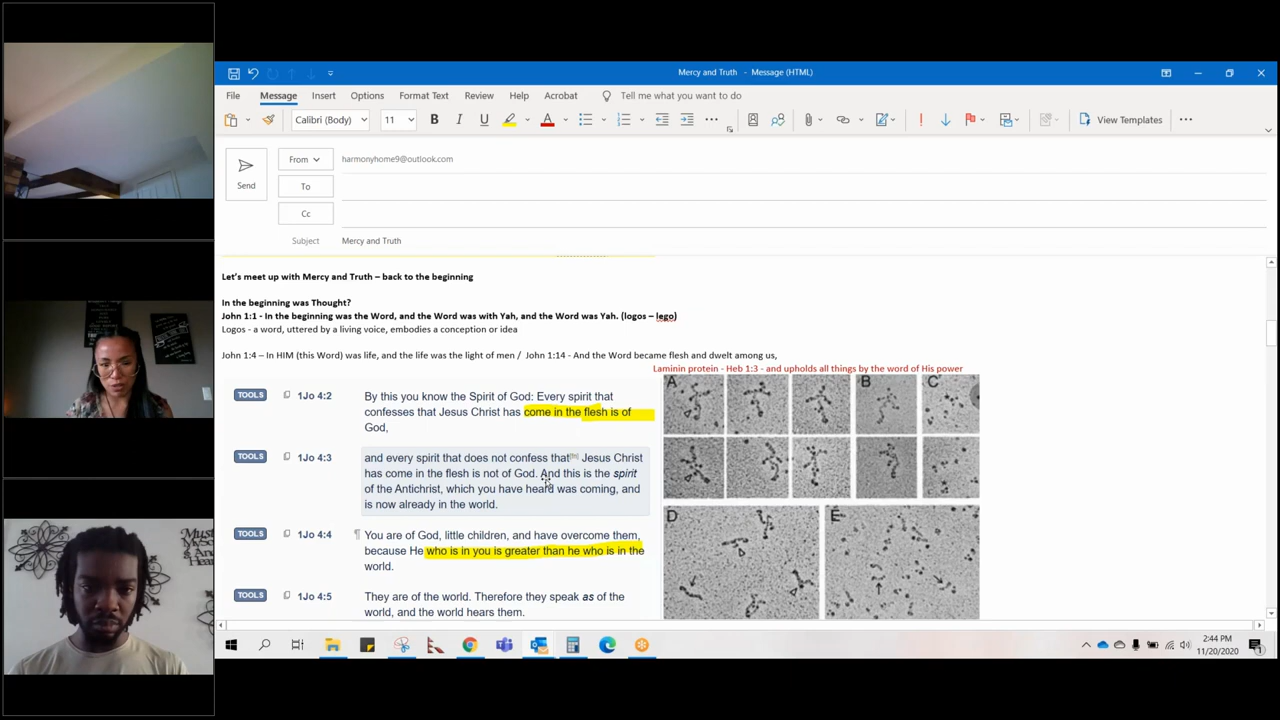 Mercy and Truth - Message (HTML)
File Message Insert Options Format Text Review Help Acrobat Tell me what you want to do
Calibri (Body) 11 B I U A View Templates
From harmonyhome9@outlook.com
Send
To
Cc
Subject Mercy and Truth
Let's meet up with Mercy and Truth – back to the beginning
In the beginning was Thought?
John 1:1 - In the beginning was the Word, and the Word was with Yah, and the Word was Yah. (logos – lego)
Logos - a word, uttered by a living voice, embodies a conception or idea
John 1:4 – In HIM (this Word) was life, and the life was the light of men / John 1:14 - And the Word became flesh and dwelt among us,
Laminin protein - Heb 1:3 - and upholds all things by the word of His power
TOOLS 1Jo 4:2 By this you know the Spirit of God: Every spirit that
confesses that Jesus Christ has come in the flesh is of
God,
TOOLS 1Jo 4:3 and every spirit that does not confess that Jesus Christ
has come in the flesh is not of God. And this is the spirit
of the Antichrist, which you have heard was coming, and
is now already in the world.
TOOLS 1Jo 4:4 ¶ You are of God, little children, and have overcome them,
because He who is in you is greater than he who is in the
world.
TOOLS 1Jo 4:5 They are of the world. Therefore they speak as of the
world, and the world hears them.
A B C
D E
2:44 PM
11/20/2020